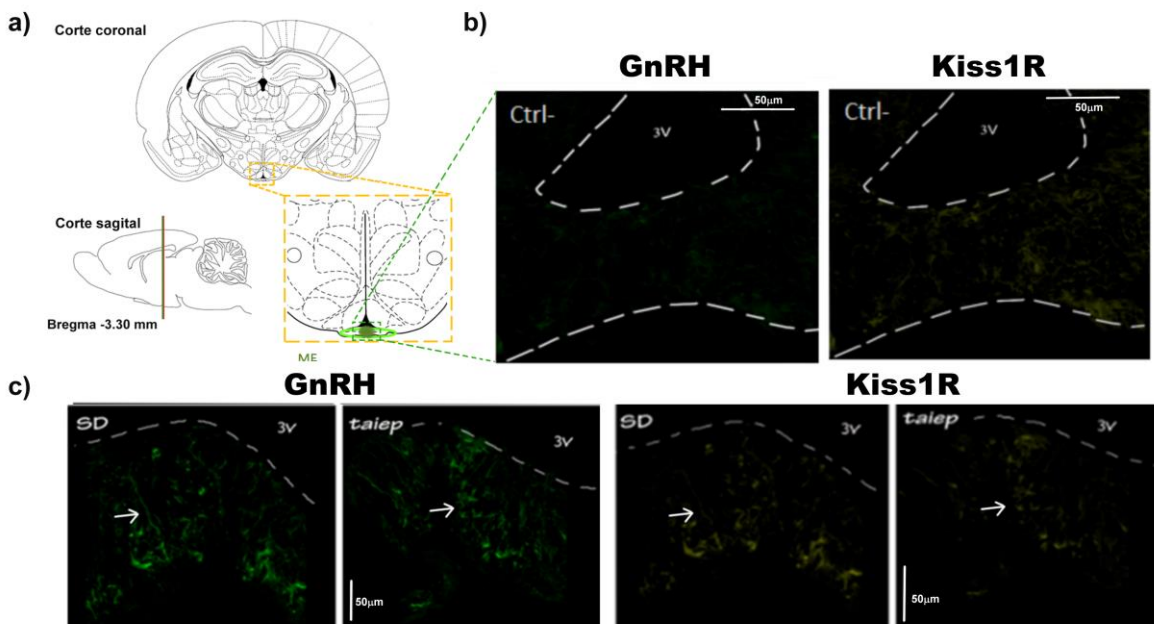 a)
Corte coronal
Corte sagital
Bregma -3.30 mm
ME
b)
GnRH
Kiss1R
Ctrl-
3V
50μm
Ctrl-
3V
50μm
c)
GnRH
Kiss1R
SD
3V
taiep
3V
50μm
SD
3V
taiep
3V
50μm